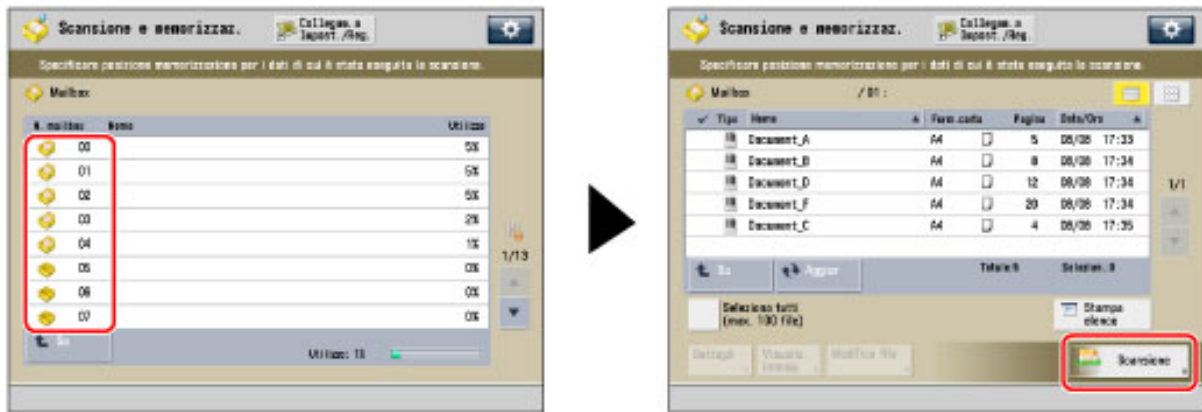 Scansione e memorizzaz.
Collegam. a
Impost./Reg.
Specificare posizione memorizzazione per i dati di cui è stata eseguita la scansione.
Mailbox
N. mailbox Nome Utilizzo
00 5%
01 5%
02 5%
03 2%
04 1%
05 0%
06 0%
07 0%
1/13
Su
Utilizzo: 1%
Scansione e memorizzaz.
Collegam. a
Impost./Reg.
Specificare posizione memorizzazione per i dati di cui è stata eseguita la scansione.
Mailbox /01:
Tipo Nome Form.carta Pagine Data/Ora
Document_A A4 5 08/08 17:33
Document_B A4 8 08/08 17:34
Document_D A4 12 08/08 17:34
Document_F A4 20 08/08 17:34
Document_C A4 4 08/08 17:35
1/1
Su Aggior Totale:5 Selezion.:0
Seleziona tutti
(max. 100 file)
Stampa
elenco
Dettagli Visualiz. Modifica file
Scansione